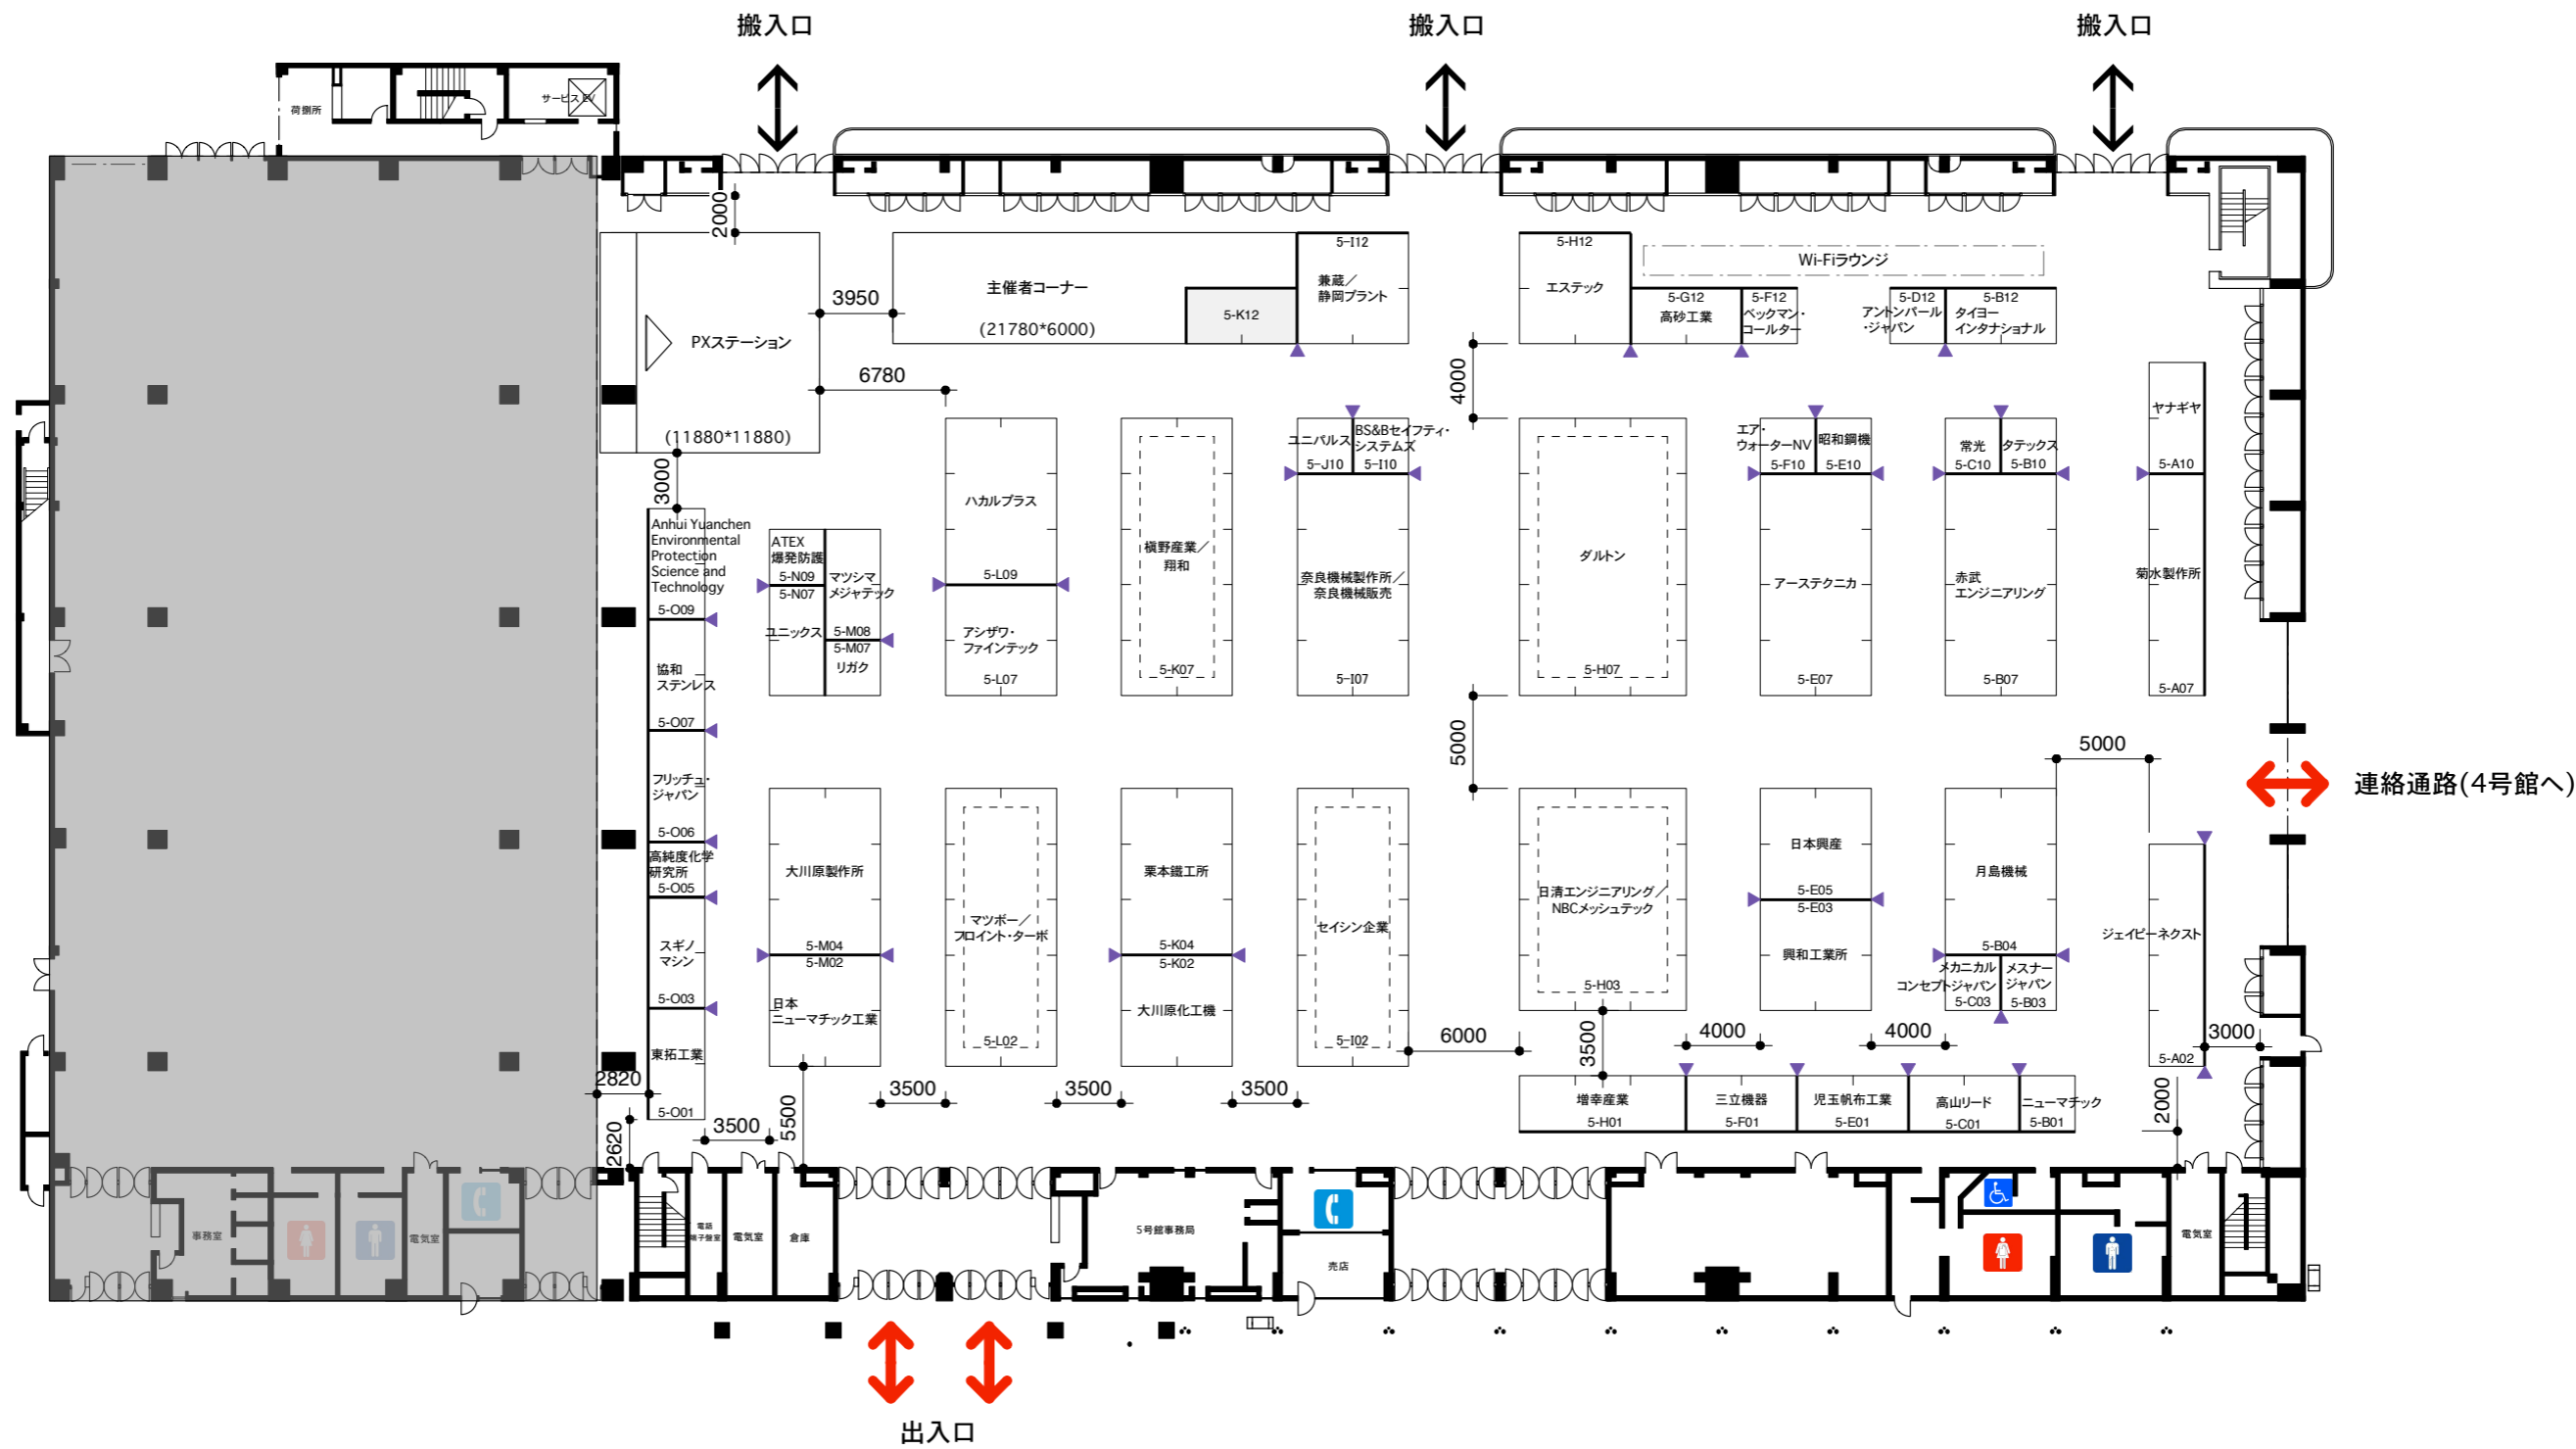 搬入口
搬入口
搬入口
荷捌所
サービス EV
2000
5-I12
兼蔵／
静岡プラント
主催者コーナー
(21780*6000)
5-K12
3950
PXステーション
(11880*11880)
6780
3000
5-H12
エステック
Wi-Fiラウンジ
5-G12
高砂工業
5-F12
ベックマン・
コールター
5-D12
アントンパール
・ジャパン
5-B12
タイヨー
インタナショナル
4000
ヤナギヤ
5-A10
菊水製作所
5-A07
ハカルプラス
5-L09
アシザワ・
ファインテック
5-L07
槇野産業／
翔和
5-K07
ユニパルス
5-J10
BS&Bセイフティ・
システムズ
5-I10
奈良機械製作所／
奈良機械販売
5-I07
ダルトン
5-H07
エア・
ウォーターNV
5-F10
昭和鋼機
5-E10
アーステクニカ
5-E07
常光
5-C10
タテックス
5-B10
赤武
エンジニアリング
5-B07
Anhui Yuanchen
Environmental
Protection
Science and
Technology
5-O09
ATEX
爆発防護
5-N09
5-N07
ユニックス
マツシマ
メジャテック
5-M08
5-M07
リガク
協和
ステンレス
5-O07
フリッチュ・
ジャパン
5-O06
高純度化学
研究所
5-O05
スギノ
マシン
5-O03
東拓工業
5-O01
5000
5000
連絡通路(4号館へ)
大川原製作所
5-M04
5-M02
日本
ニューマチック工業
マツボー／
フロイント・ターボ
5-L02
栗本鐵工所
5-K04
5-K02
大川原化工機
セイシン企業
5-I02
日清エンジニアリング／
NBCメッシュテック
5-H03
日本興産
5-E05
5-E03
興和工業所
月島機械
5-B04
メカニカル
コンセプトジャパン
5-C03
メスナー
ジャパン
5-B03
ジェイピーネクスト
5-A02
3000
6000
3500
4000
4000
2820
2620
3500
5500
3500
3500
3500
増幸産業
5-H01
三立機器
5-F01
児玉帆布工業
5-E01
高山リード
5-C01
ニューマチック
5-B01
2000
事務室
電気室
電話
端子盤室
電気室
倉庫
5号館事務局
売店
電気室
出入口